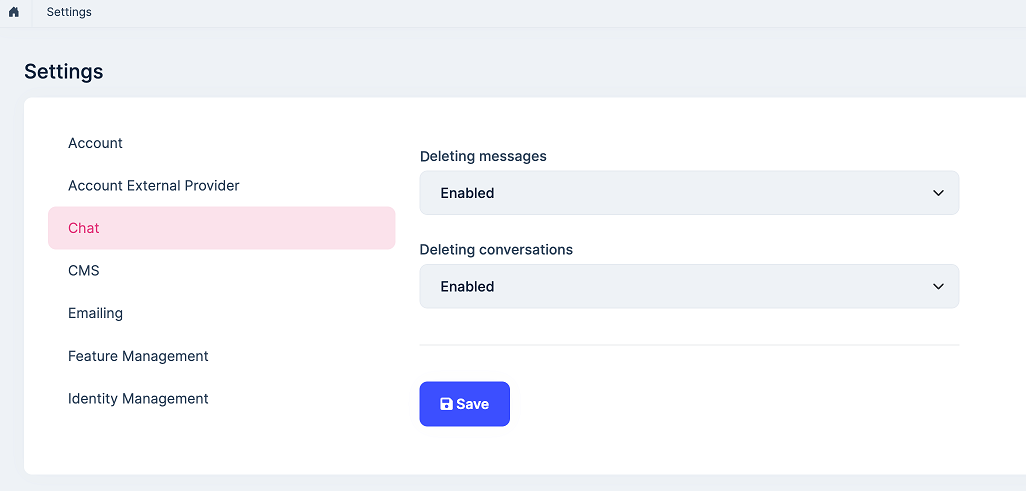 Settings
Settings
Account
Account External Provider
Chat
CMS
Emailing
Feature Management
Identity Management
Deleting messages
Enabled
Deleting conversations
Enabled
Save